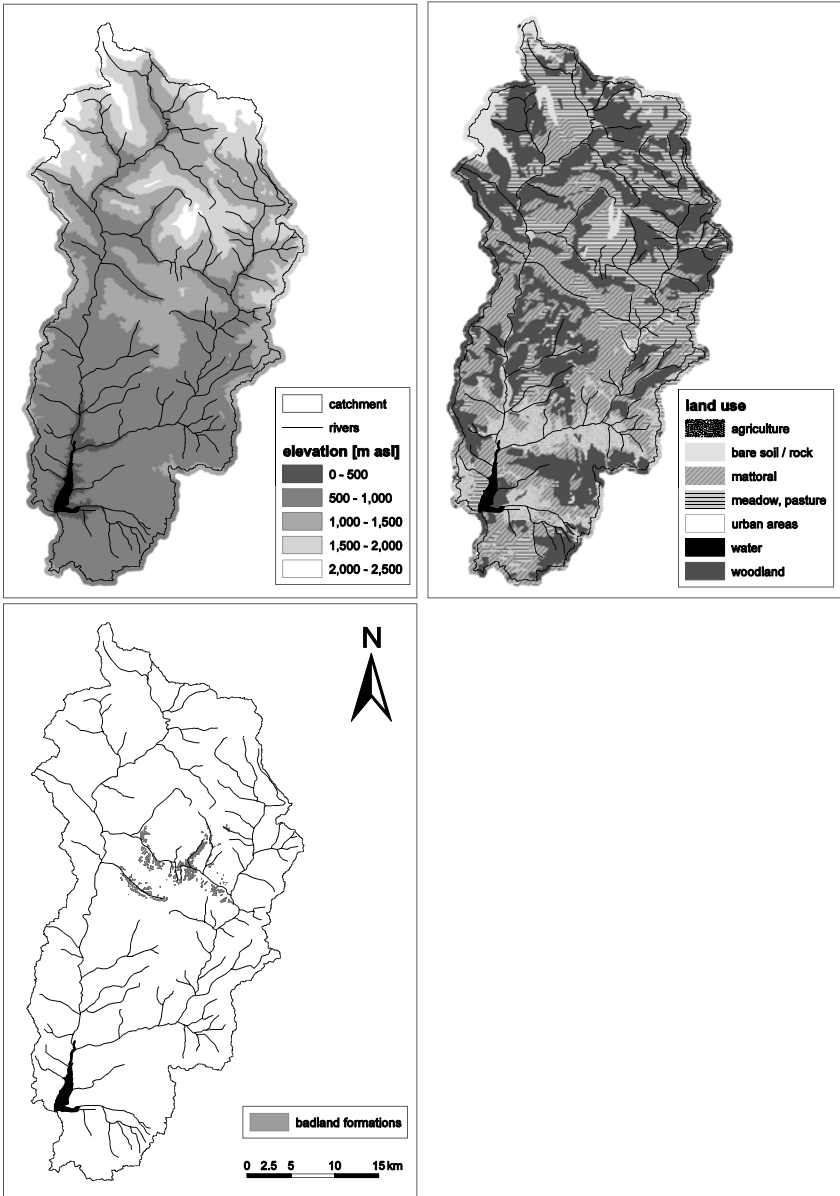 catchment
rivers
elevation [m asl]
0 - 500
500 - 1,000
1,000 - 1,500
1,500 - 2,000
2,000 - 2,500
land use
agriculture
bare soil / rock
mattoral
meadow, pasture
urban areas
water
woodland
N
badland formations
0 2.5 5 10 15 km